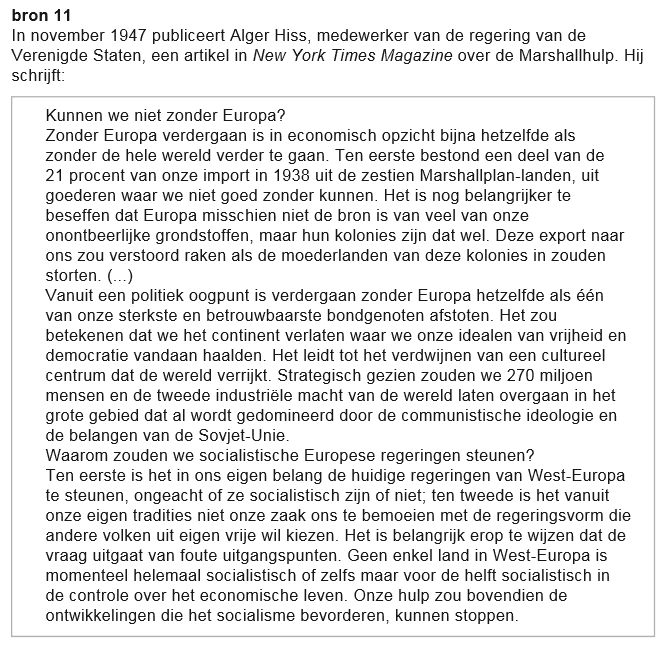 bron 11
In november 1947 publiceert Alger Hiss, medewerker van de regering van de
Verenigde Staten, een artikel in New York Times Magazine over de Marshallhulp. Hij
schrijft:
Kunnen we niet zonder Europa?
Zonder Europa verdergaan is in economisch opzicht bijna hetzelfde als
zonder de hele wereld verder te gaan. Ten eerste bestond een deel van de
21 procent van onze import in 1938 uit de zestien Marshallplan-landen, uit
goederen waar we niet goed zonder kunnen. Het is nog belangrijker te
beseffen dat Europa misschien niet de bron is van veel van onze
onontbeerlijke grondstoffen, maar hun kolonies zijn dat wel. Deze export naar
ons zou verstoord raken als de moederlanden van deze kolonies in zouden
storten. (...)
Vanuit een politiek oogpunt is verdergaan zonder Europa hetzelfde als één
van onze sterkste en betrouwbaarste bondgenoten afstoten. Het zou
betekenen dat we het continent verlaten waar we onze idealen van vrijheid en
democratie vandaan haalden. Het leidt tot het verdwijnen van een cultureel
centrum dat de wereld verrijkt. Strategisch gezien zouden we 270 miljoen
mensen en de tweede industriële macht van de wereld laten overgaan in het
grote gebied dat al wordt gedomineerd door de communistische ideologie en
de belangen van de Sovjet-Unie.
Waarom zouden we socialistische Europese regeringen steunen?
Ten eerste is het in ons eigen belang de huidige regeringen van West-Europa
te steunen, ongeacht of ze socialistisch zijn of niet; ten tweede is het vanuit
onze eigen tradities niet onze zaak ons te bemoeien met de regeringsvorm die
andere volken uit eigen vrije wil kiezen. Het is belangrijk erop te wijzen dat de
vraag uitgaat van foute uitgangspunten. Geen enkel land in West-Europa is
momenteel helemaal socialistisch of zelfs maar voor de helft socialistisch in
de controle over het economische leven. Onze hulp zou bovendien de
ontwikkelingen die het socialisme bevorderen, kunnen stoppen.